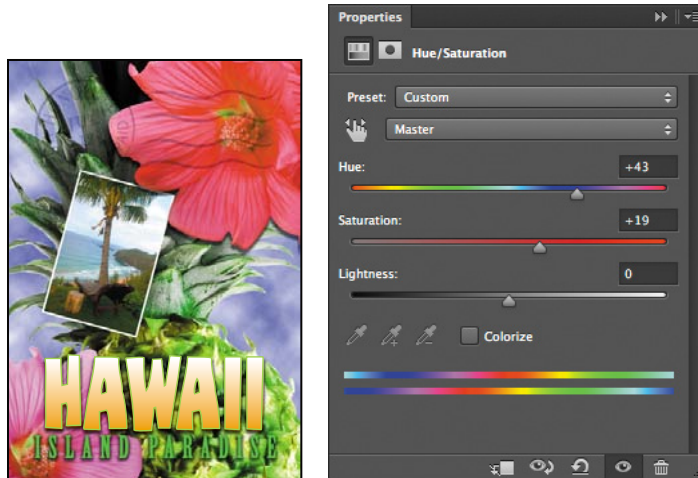 HAWAII
ISLAND PARADISE
Properties
Hue/Saturation
Preset: Custom
Master
Hue: +43
Saturation: +19
Lightness: 0
Colorize